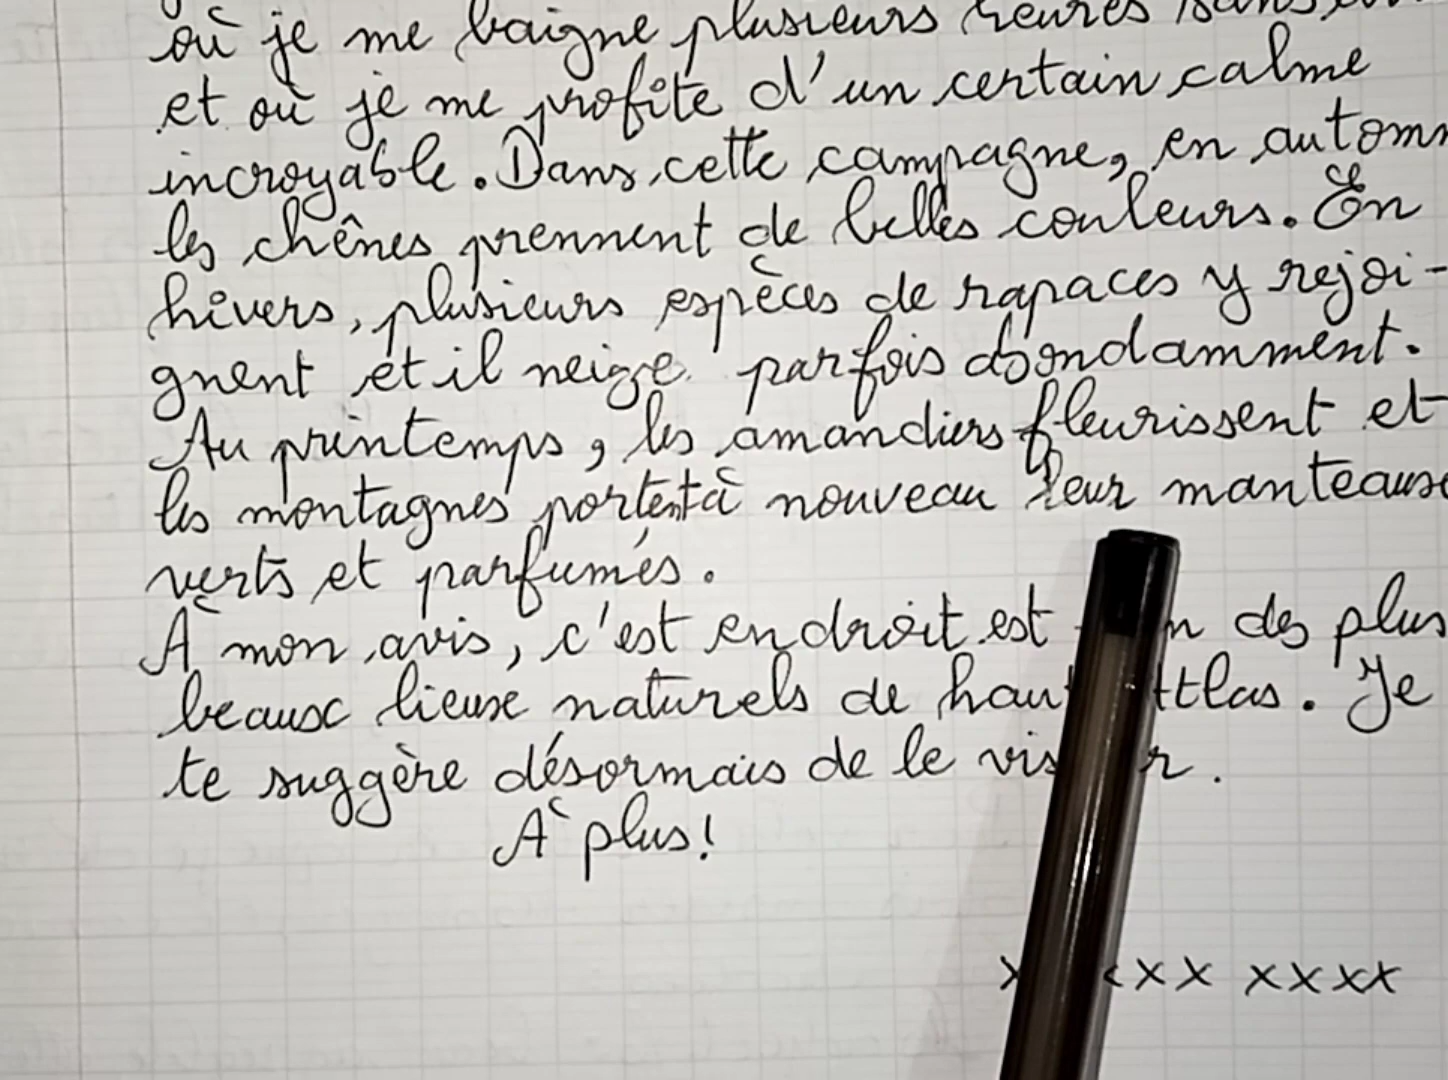 où je me baigne plusieurs heures
et où je me profite d'un certain calme
incroyable. Dans cette campagne, en
les chênes prennent de belles couleurs. En
hivers, plusieurs espèces de rapaces y rejoi-
gnent et il neige parfois abondamment.
Au printemps, les amandiers fleurissent et
les montagnes portent à nouveau leur manteaux
verts et parfumés.
À mon avis, c'est endroit est des plus
beaux lieux naturels de Je
te suggère désormais de le
À plus!
xx xxxx